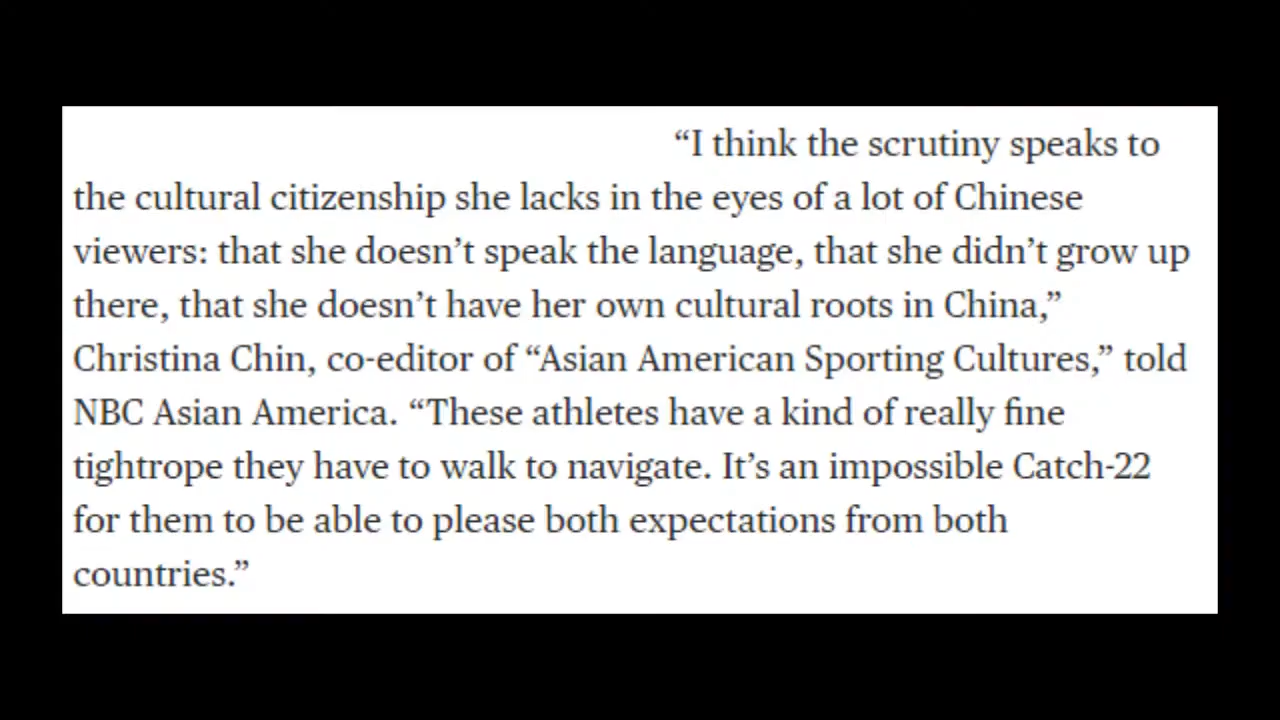 “I think the scrutiny speaks to
the cultural citizenship she lacks in the eyes of a lot of Chinese
viewers: that she doesn’t speak the language, that she didn’t grow up
there, that she doesn’t have her own cultural roots in China,”
Christina Chin, co-editor of “Asian American Sporting Cultures,” told
NBC Asian America. “These athletes have a kind of really fine
tightrope they have to walk to navigate. It’s an impossible Catch-22
for them to be able to please both expectations from both
countries.”